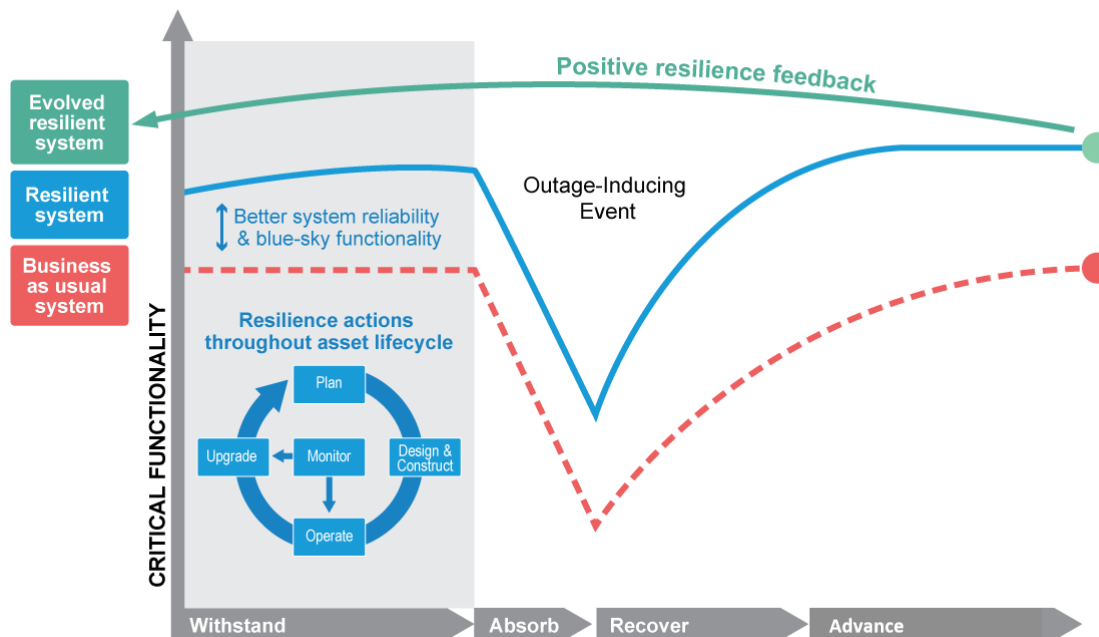 Positive resilience feedback
Evolved
resilient
system
Resilient
system
Business
as usual
system
CRITICAL FUNCTIONALITY
Better system reliability
& blue-sky functionality
Outage-Inducing
Event
Resilience actions
throughout asset lifecycle
Plan
Upgrade
Monitor
Design &
Construct
Operate
Withstand
Absorb
Recover
Advance